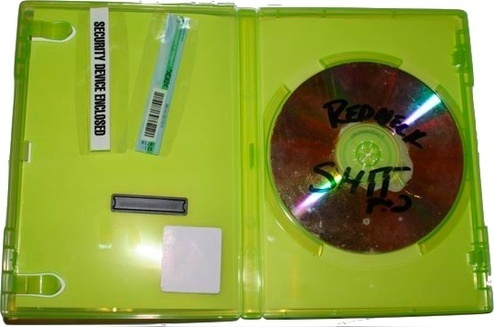 SECURITY DEVICE ENCLOSED
REDNECK
SHIT